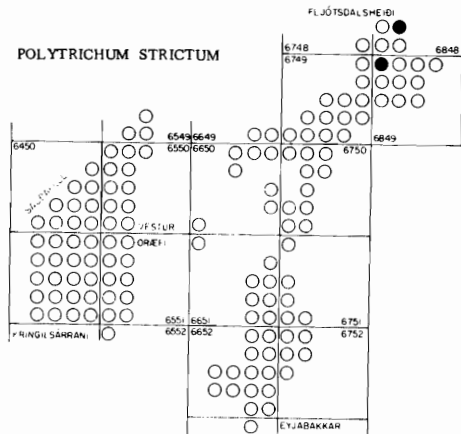 FLJÓTSDALSHEIÐI
POLYTRICHUM STRICTUM
6748 6848
6749
6549 6649
6450 6550 6650 6750 6849
VESTUR
ÖRÆFI
6551 6651 6751
KRINGILSÁRRANI 6552 6652 6752
EYJABAKKAR